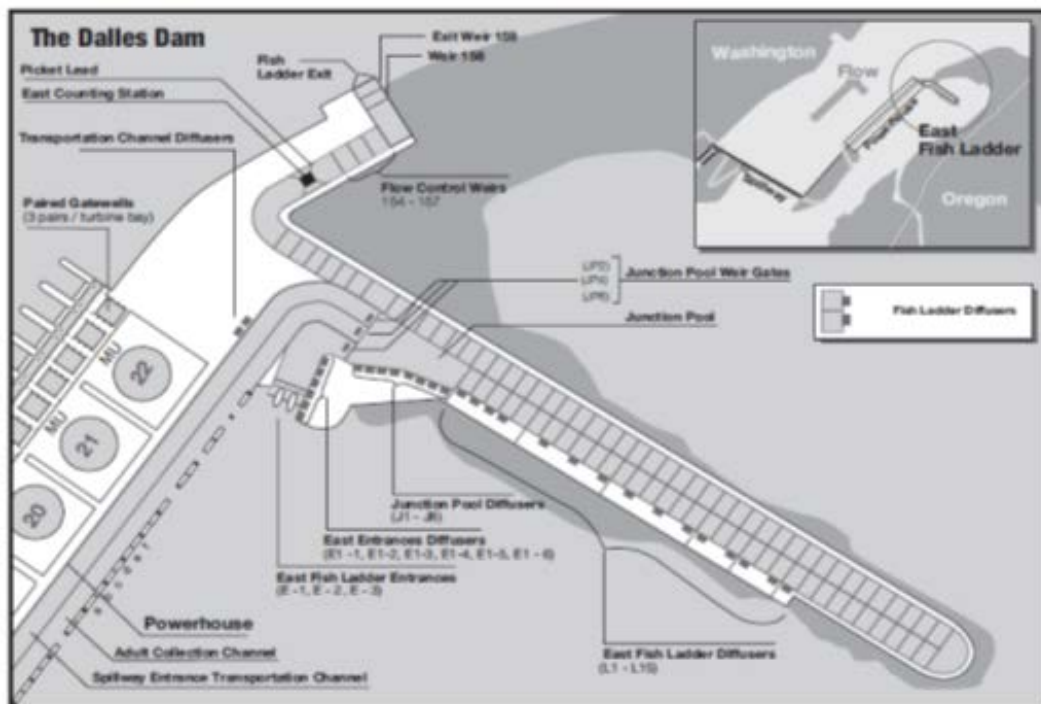 The Dalles Dam
Picket Lead
East Counting Station
Transportation Channel Diffusers
Paired Gatewells
(3 pairs / turbine bay)
Fish
Ladder Exit
Exit Weir 159
Weir 158
Flow Control Weirs
154 - 157
Washington
Flow
Powerhouse
Spillway
East
Fish Ladder
Oregon
(JP2)
(JP4)
(JP6)
Junction Pool Weir Gates
Junction Pool
Fish Ladder Diffusers
MU
22
MU
21
20
Junction Pool Diffusers
(J1 - J8)
East Entrances Diffusers
(E1 -1, E1-2, E1-3, E1-4, E1-5, E1 - 6)
East Fish Ladder Entrances
(E -1, E - 2, E - 3)
Powerhouse
Adult Collection Channel
Spillway Entrance Transportation Channel
East Fish Ladder Diffusers
(L1 - L15)